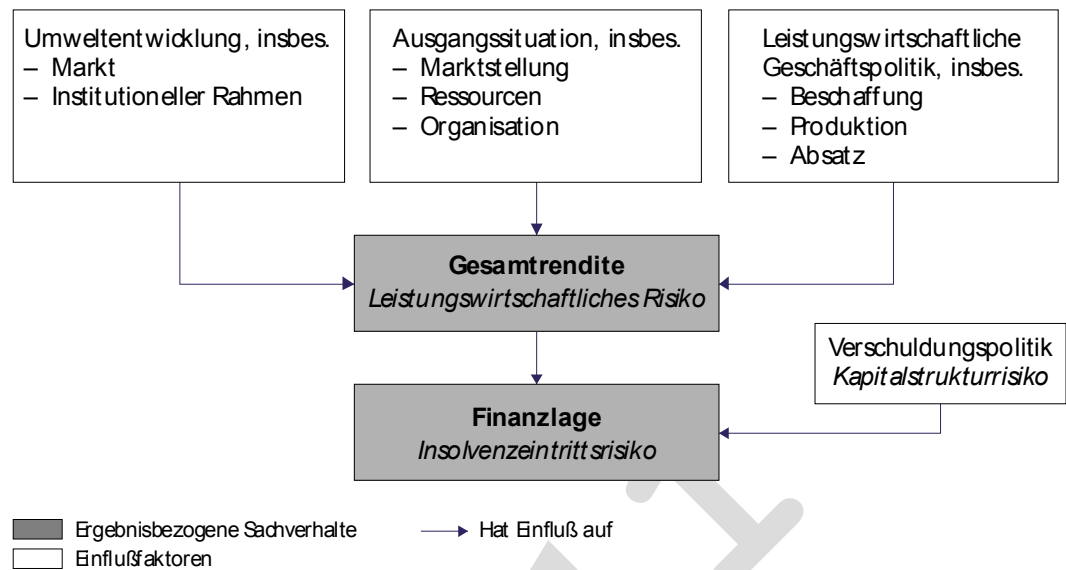 Umweltentwicklung, insbes.
– Markt
– Institutioneller Rahmen
Ausgangssituation, insbes.
– Marktstellung
– Ressourcen
– Organisation
Leistungswirtschaftliche
Geschäftspolitik, insbes.
– Beschaffung
– Produktion
– Absatz
Gesamtrendite
Leistungswirtschaftliches Risiko
Verschuldungspolitik
Kapitalstrukturrisiko
Finanzlage
Insolvenzeintrittsrisiko
Ergebnisbezogene Sachverhalte
Hat Einfluß auf
Einflußfaktoren